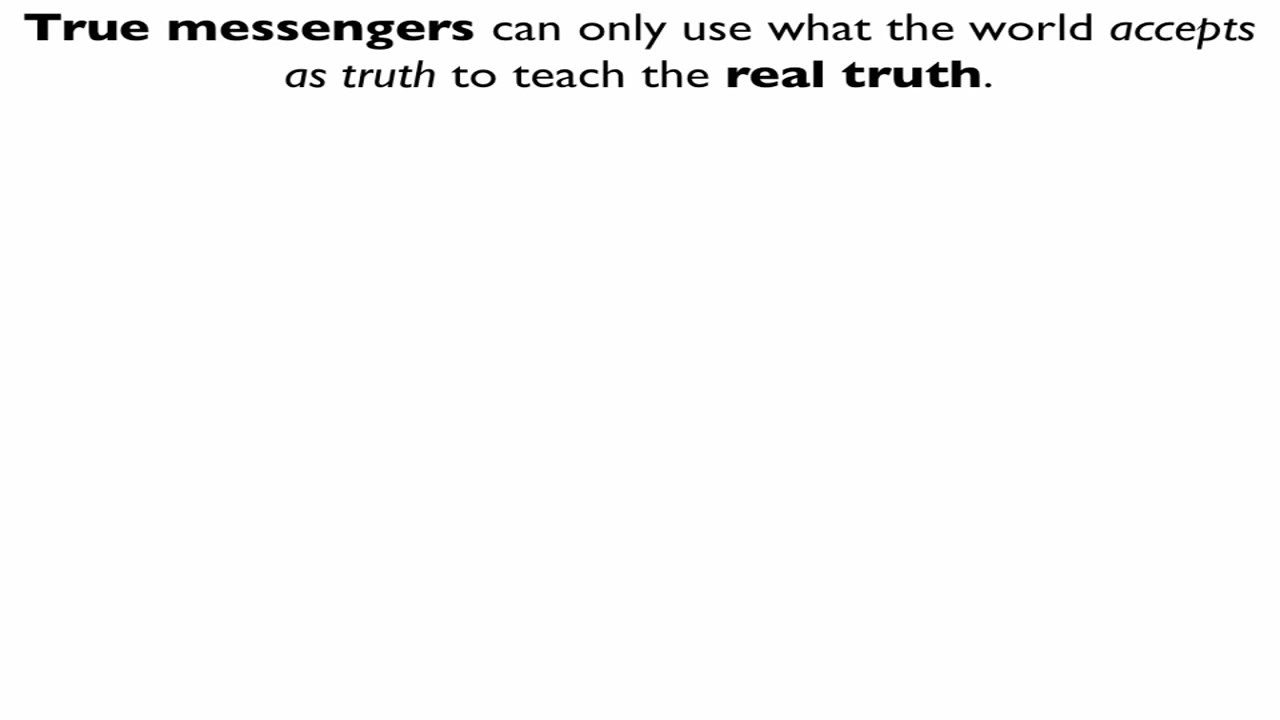 True messengers can only use what the world accepts
as truth to teach the real truth.